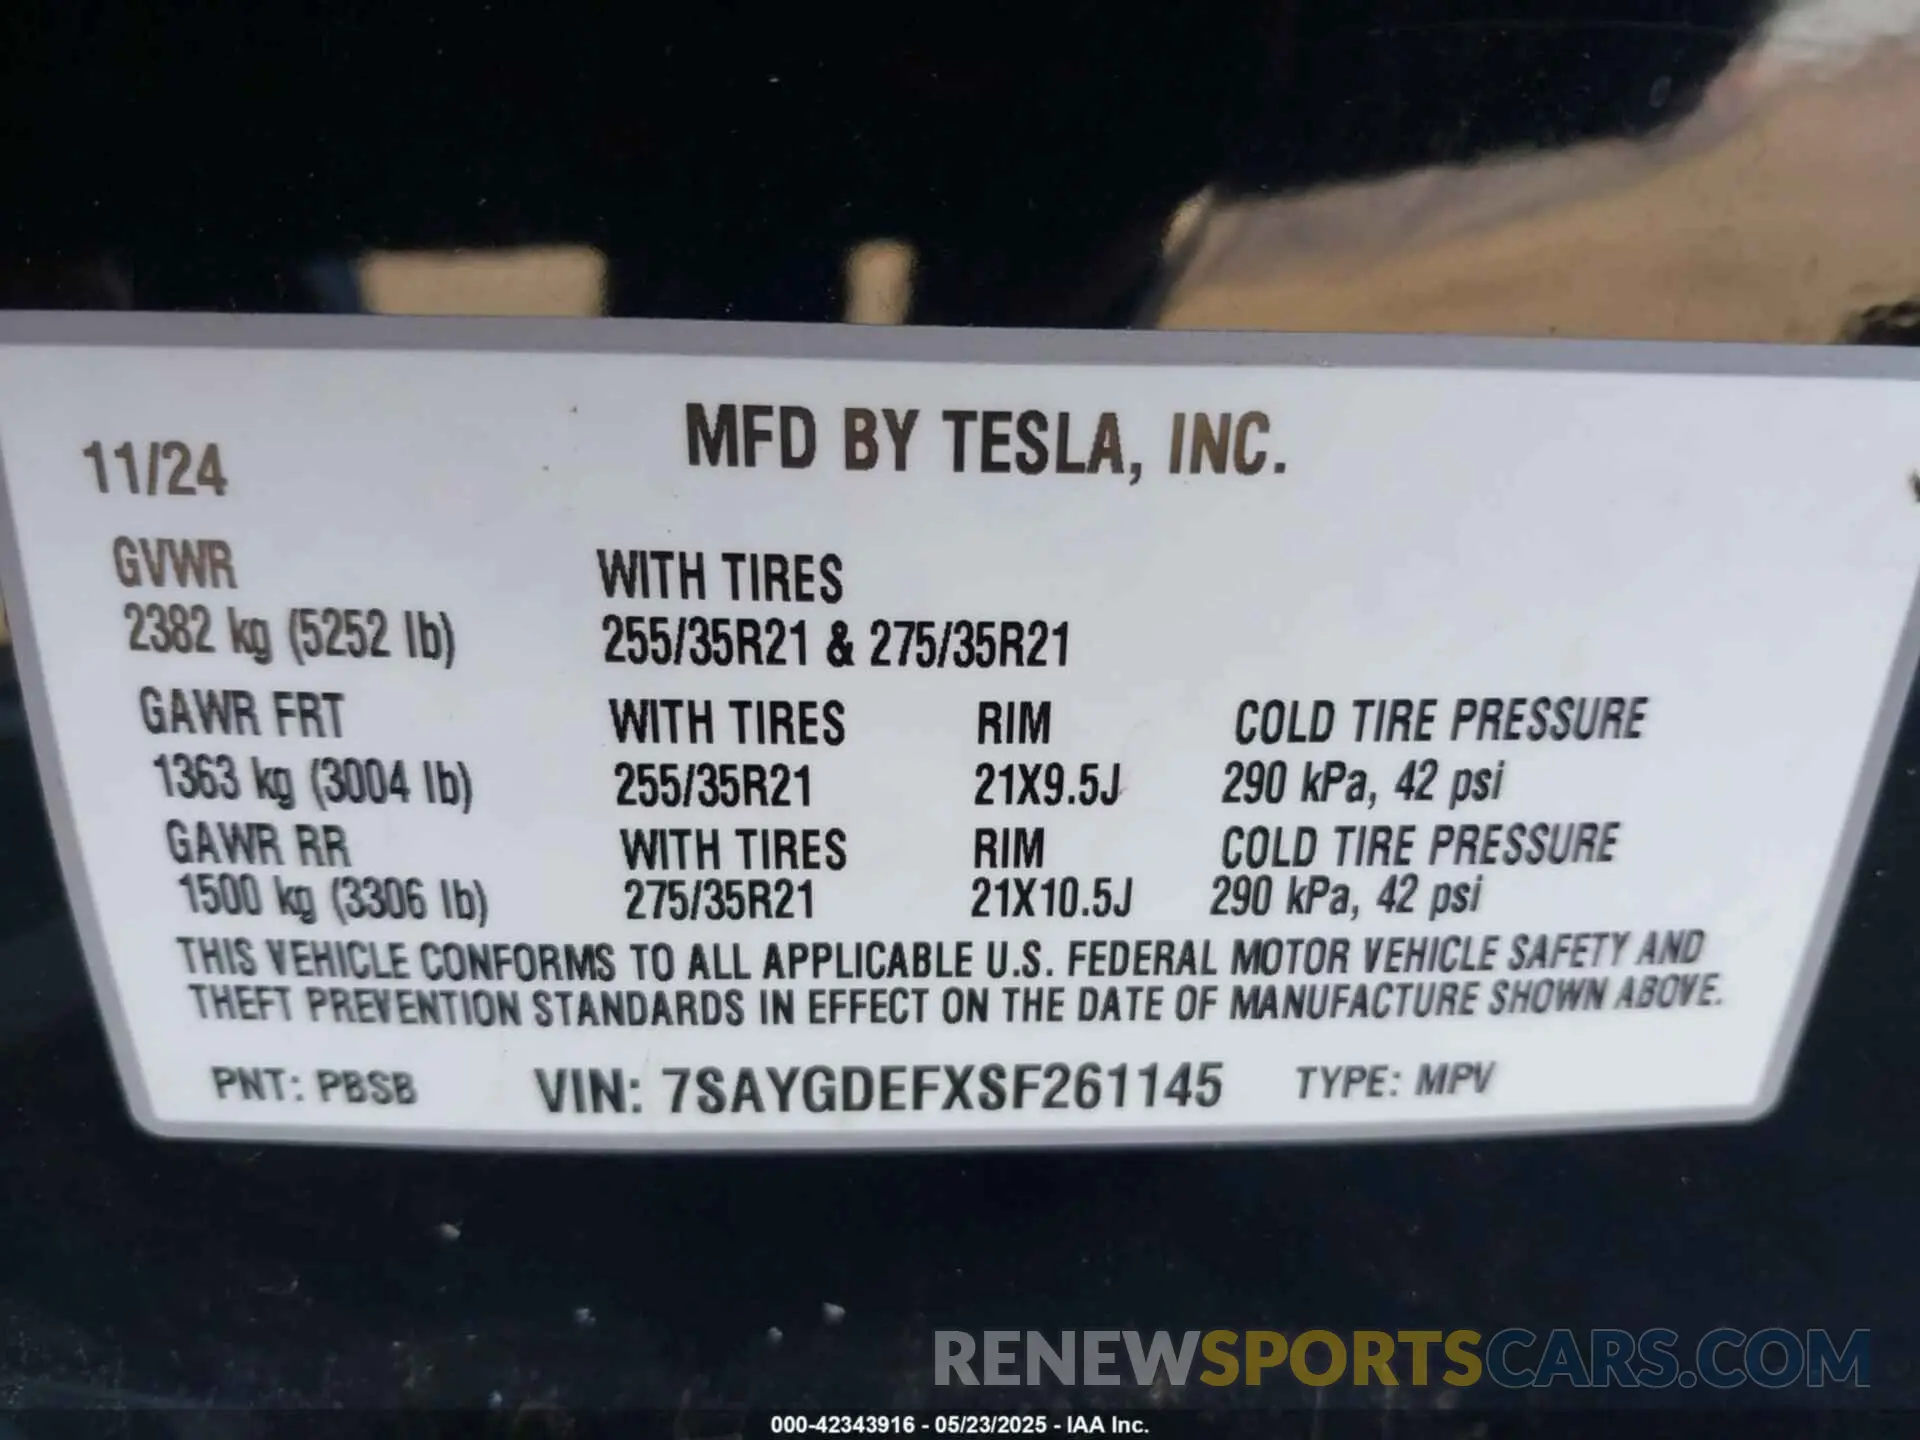 MFD BY TESLA, INC.
11/24
GVWR WITH TIRES
2382 kg (5252 lb) 255/35R21 & 275/35R21
GAWR FRT WITH TIRES RIM COLD TIRE PRESSURE
1363 kg (3004 lb) 255/35R21 21X9.5J 290 kPa, 42 psi
GAWR RR WITH TIRES RIM COLD TIRE PRESSURE
1500 kg (3306 lb) 275/35R21 21X10.5J 290 kPa, 42 psi
THIS VEHICLE CONFORMS TO ALL APPLICABLE U.S. FEDERAL MOTOR VEHICLE SAFETY AND
THEFT PREVENTION STANDARDS IN EFFECT ON THE DATE OF MANUFACTURE SHOWN ABOVE.
PNT: PBSB VIN: 7SAYGDEFXSF261145 TYPE: MPV
RENEWSPORTSCARS.COM
000-42343916 - 05/23/2025 - IAA Inc.